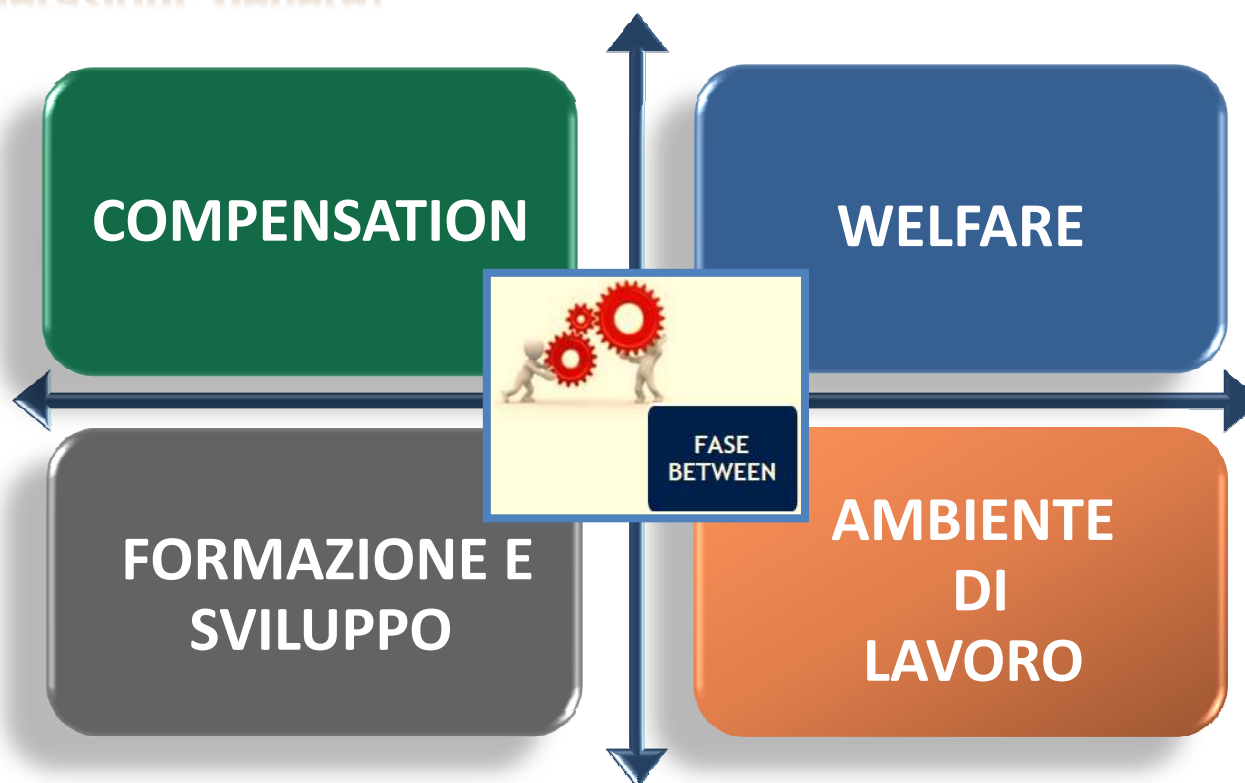 COMPENSATION
WELFARE
FASE
BETWEEN
FORMAZIONE E
SVILUPPO
AMBIENTE
DI
LAVORO